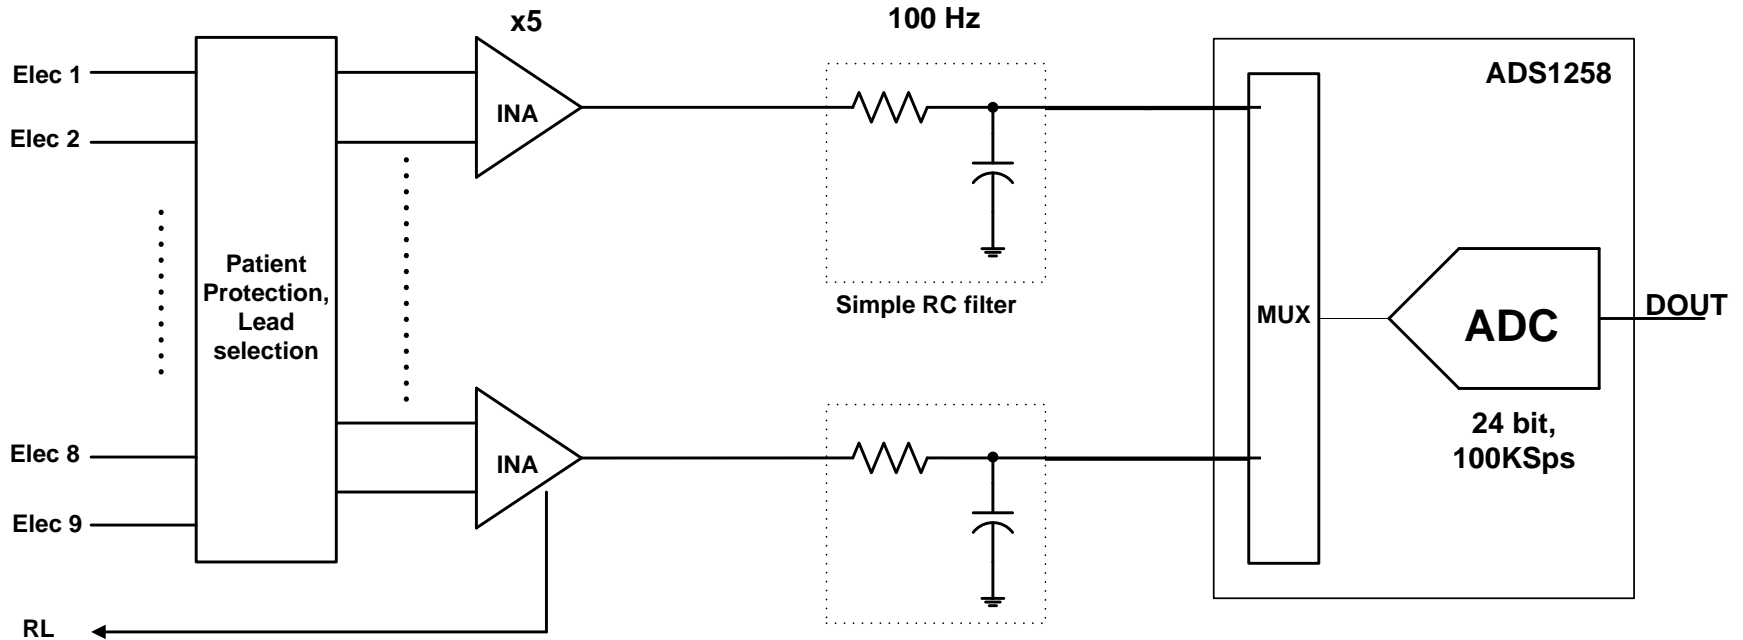 x5
100 Hz
Elec 1
Elec 2
INA
ADS1258
Patient
Protection,
Lead
selection
Simple RC filter
MUX
ADC
DOUT
24 bit,
100KSps
Elec 8
INA
Elec 9
RL